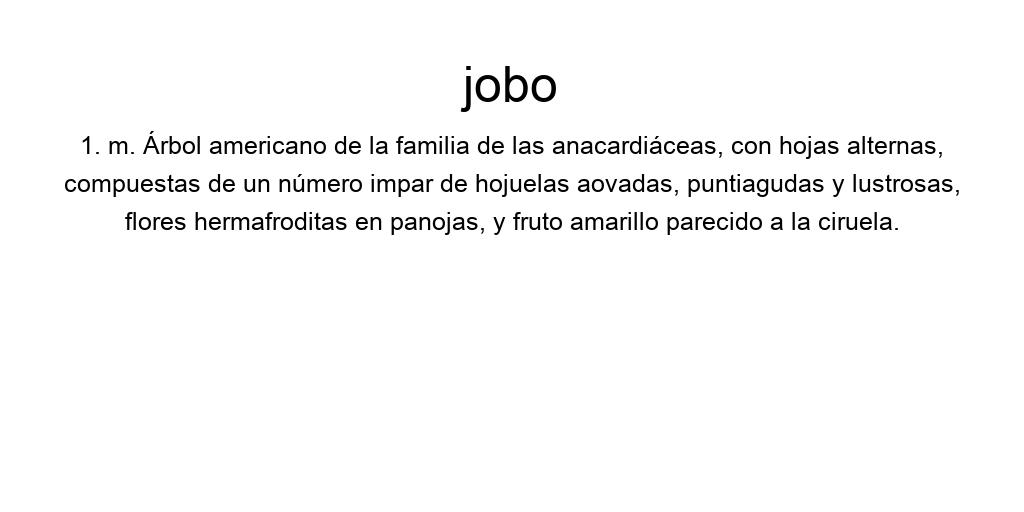 jobo
1. m. Árbol americano de la familia de las anacardiáceas, con hojas alternas,
compuestas de un número impar de hojuelas aovadas, puntiagudas y lustrosas,
flores hermafroditas en panojas, y fruto amarillo parecido a la ciruela.